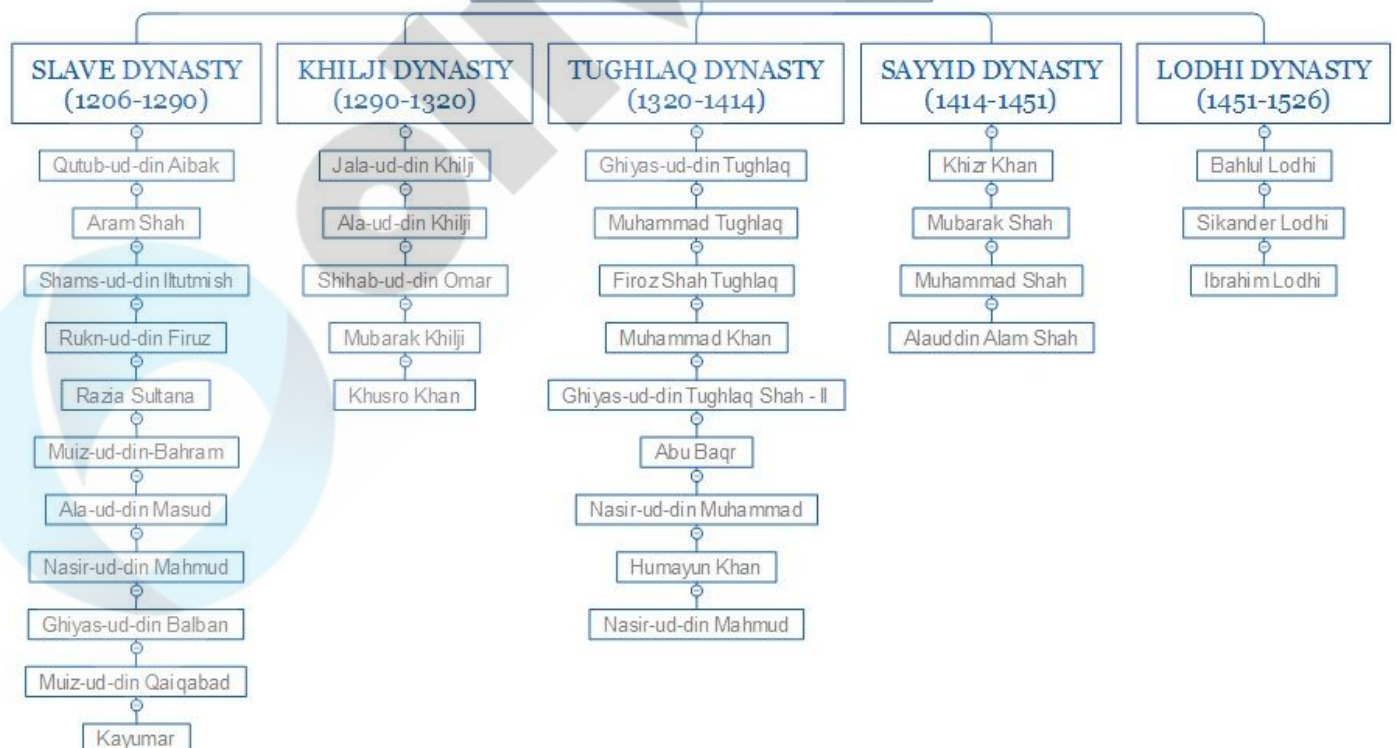 SLAVE DYNASTY
(1206-1290)
Qutub-ud-din Aibak
Aram Shah
Shams-ud-din Iltutmish
Rukn-ud-din Firuz
Razia Sultana
Muiz-ud-din-Bahram
Ala-ud-din Masud
Nasir-ud-din Mahmud
Ghiyas-ud-din Balban
Muiz-ud-din Qaiqabad
Kayumar
KHILJI DYNASTY
(1290-1320)
Jala-ud-din Khilji
Ala-ud-din Khilji
Shihab-ud-din Omar
Mubarak Khilji
Khusro Khan
TUGHLAQ DYNASTY
(1320-1414)
Ghiyas-ud-din Tughlaq
Muhammad Tughlaq
Firoz Shah Tughlaq
Muhammad Khan
Ghiyas-ud-din Tughlaq Shah - II
Abu Baqr
Nasir-ud-din Muhammad
Humayun Khan
Nasir-ud-din Mahmud
SAYYID DYNASTY
(1414-1451)
Khizr Khan
Mubarak Shah
Muhammad Shah
Alauddin Alam Shah
LODHI DYNASTY
(1451-1526)
Bahlul Lodhi
Sikander Lodhi
Ibrahim Lodhi